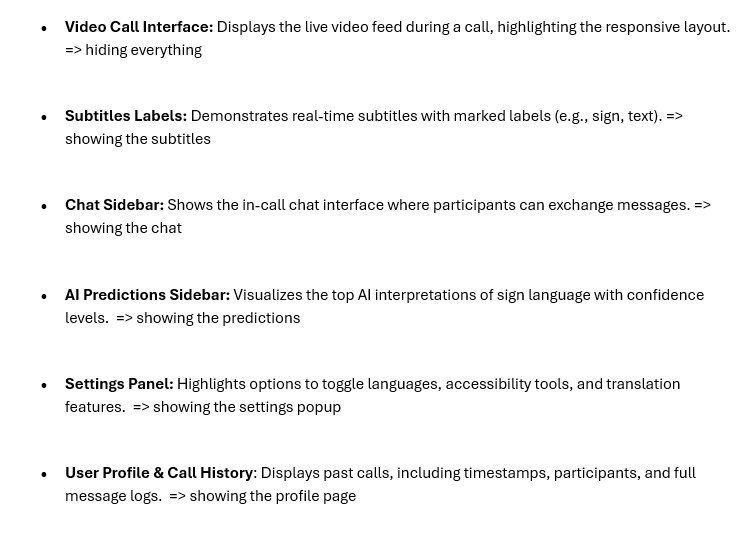 • Video Call Interface: Displays the live video feed during a call, highlighting the responsive layout.
=> hiding everything
• Subtitles Labels: Demonstrates real-time subtitles with marked labels (e.g., sign, text). =>
showing the subtitles
• Chat Sidebar: Shows the in-call chat interface where participants can exchange messages. =>
showing the chat
• AI Predictions Sidebar: Visualizes the top AI interpretations of sign language with confidence
levels.  => showing the predictions
• Settings Panel: Highlights options to toggle languages, accessibility tools, and translation
features.  => showing the settings popup
• User Profile & Call History: Displays past calls, including timestamps, participants, and full
message logs.  => showing the profile page